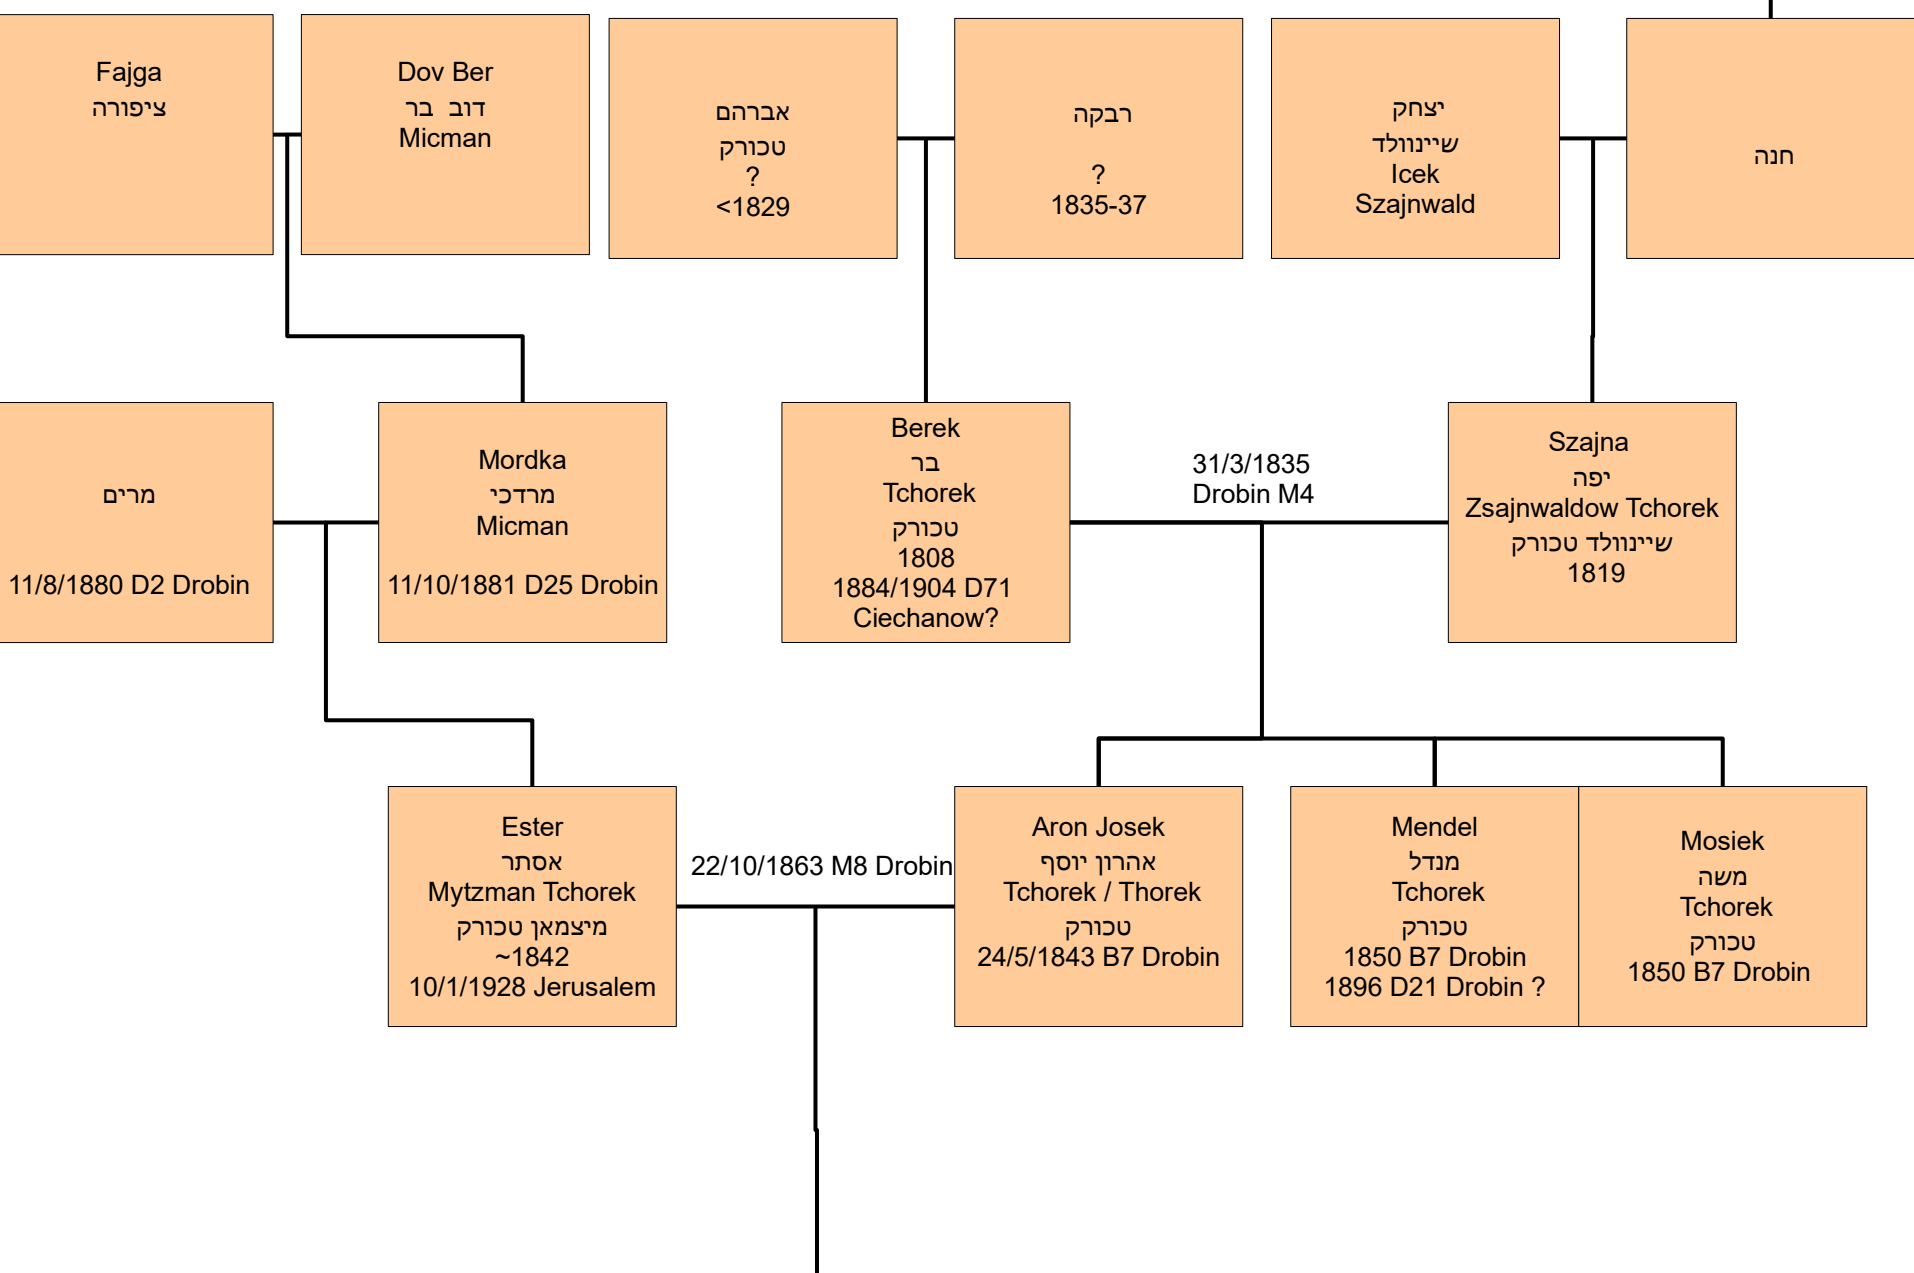 Fajga
ציפורה
Dov Ber
דוב בר
Micman
אברהם
טכורק
?
<1829
רבקה
?
1835-37
יצחק
שיינוולד
Icek
Szajnwald
חנה
מרים
11/8/1880 D2 Drobin
Mordka
מרדכי
Micman
11/10/1881 D25 Drobin
Berek
בר
Tchorek
טכורק
1808
1884/1904 D71
Ciechanow?
31/3/1835
Drobin M4
Szajna
יפה
Zsajnwaldow Tchorek
שיינוולד טכורק
1819
Ester
אסתר
Mytzman Tchorek
מיצמאן טכורק
~1842
10/1/1928 Jerusalem
22/10/1863 M8 Drobin
Aron Josek
אהרון יוסף
Tchorek / Thorek
טכורק
24/5/1843 B7 Drobin
Mendel
מנדל
Tchorek
טכורק
1850 B7 Drobin
1896 D21 Drobin ?
Mosiek
משה
Tchorek
טכורק
1850 B7 Drobin